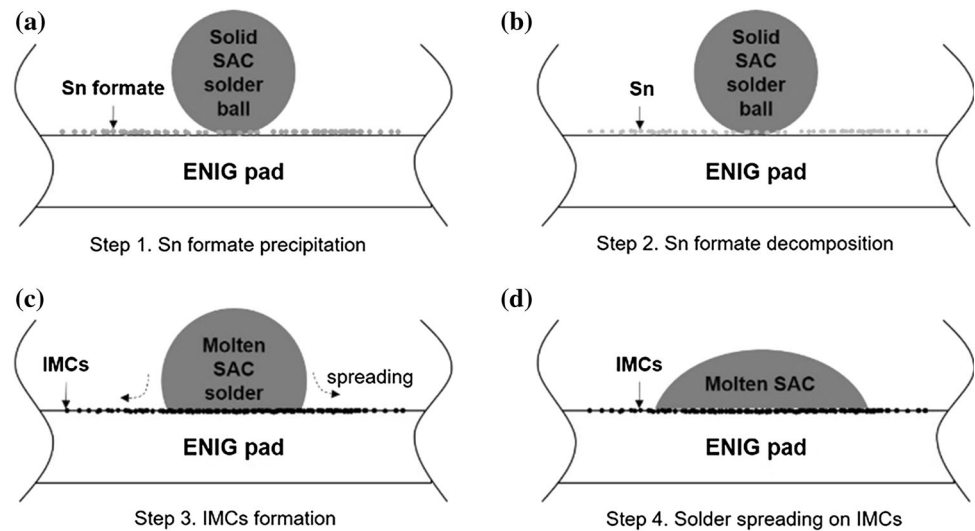 (a)
Solid
SAC
solder
ball
Sn formate
ENIG pad
Step 1. Sn formate precipitation
(b)
Solid
SAC
solder
ball
Sn
ENIG pad
Step 2. Sn formate decomposition
(c)
IMCs
Molten
SAC
solder
spreading
ENIG pad
Step 3. IMCs formation
(d)
IMCs
Molten SAC
ENIG pad
Step 4. Solder spreading on IMCs